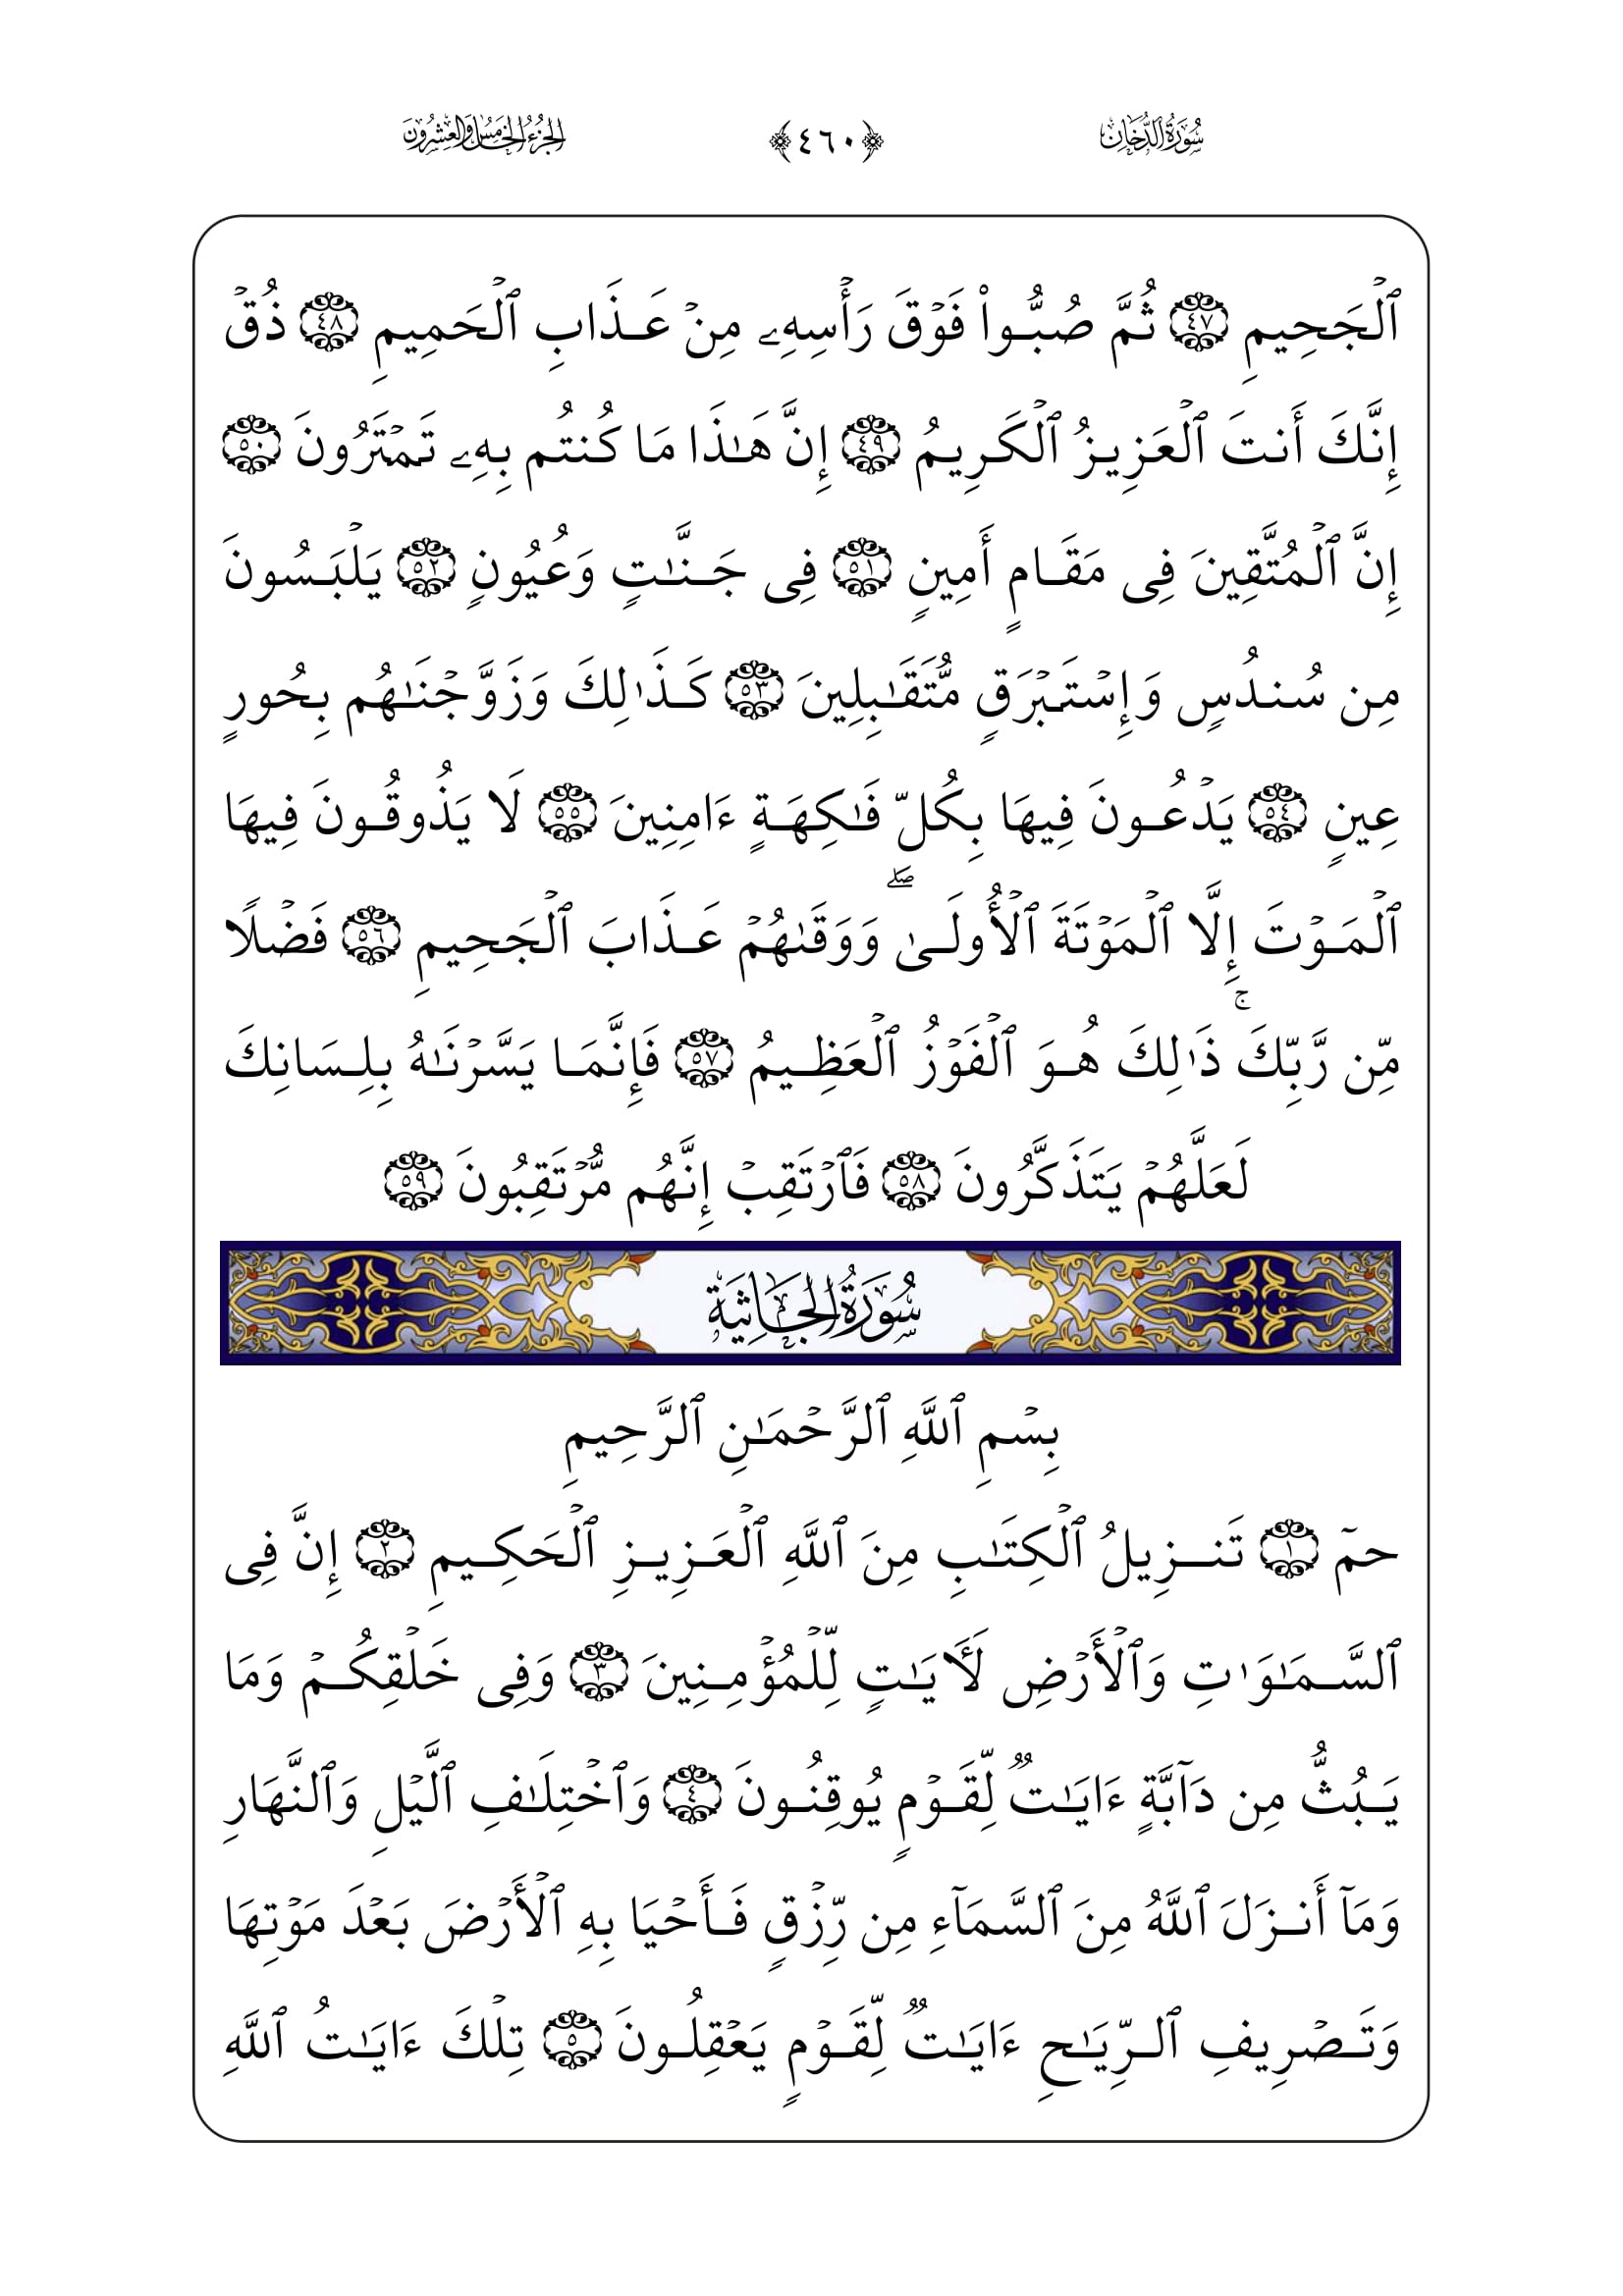 سُورَةُ الدُّخَانِ ﴿٤٦٠﴾ الجُزْءُ الخَامِسُ وَالعِشْرُونَ
ٱلۡجَحِيمِ ٤٧ ثُمَّ صُبُّواْ فَوۡقَ رَأۡسِهِۦ مِنۡ عَذَابِ ٱلۡحَمِيمِ ٤٨ ذُقۡ
إِنَّكَ أَنتَ ٱلۡعَزِيزُ ٱلۡكَرِيمُ ٤٩ إِنَّ هَٰذَا مَا كُنتُم بِهِۦ تَمۡتَرُونَ ٥٠
إِنَّ ٱلۡمُتَّقِينَ فِى مَقَامٍ أَمِينٍ ٥١ فِى جَنَّٰتٍ وَعُيُونٍ ٥٢ يَلۡبَسُونَ
مِن سُندُسٍ وَإِسۡتَبۡرَقٍ مُّتَقَٰبِلِينَ ٥٣ كَذَٰلِكَ وَزَوَّجۡنَٰهُم بِحُورٍ
عِينٍ ٥٤ يَدۡعُونَ فِيهَا بِكُلِّ فَٰكِهَةٍ ءَامِنِينَ ٥٥ لَا يَذُوقُونَ فِيهَا
ٱلۡمَوۡتَ إِلَّا ٱلۡمَوۡتَةَ ٱلۡأُولَىٰۖ وَوَقَىٰهُمۡ عَذَابَ ٱلۡجَحِيمِ ٥٦ فَضۡلًا
مِّن رَّبِّكَۚ ذَٰلِكَ هُوَ ٱلۡفَوۡزُ ٱلۡعَظِيمُ ٥٧ فَإِنَّمَا يَسَّرۡنَٰهُ بِلِسَانِكَ
لَعَلَّهُمۡ يَتَذَكَّرُونَ ٥٨ فَٱرۡتَقِبۡ إِنَّهُم مُّرۡتَقِبُونَ ٥٩
سُورَةُ الجَاثِيَةِ
بِسۡمِ ٱللَّهِ ٱلرَّحۡمَٰنِ ٱلرَّحِيمِ
حمٓ ١ تَنزِيلُ ٱلۡكِتَٰبِ مِنَ ٱللَّهِ ٱلۡعَزِيزِ ٱلۡحَكِيمِ ٢ إِنَّ فِى
ٱلسَّمَٰوَٰتِ وَٱلۡأَرۡضِ لَأٓيَٰتٍ لِّلۡمُؤۡمِنِينَ ٣ وَفِى خَلۡقِكُمۡ وَمَا
يَبُثُّ مِن دَآبَّةٍ ءَايَٰتٌ لِّقَوۡمٍ يُوقِنُونَ ٤ وَٱخۡتِلَٰفِ ٱلَّيۡلِ وَٱلنَّهَارِ
وَمَآ أَنزَلَ ٱللَّهُ مِنَ ٱلسَّمَآءِ مِن رِّزۡقٍ فَأَحۡيَا بِهِ ٱلۡأَرۡضَ بَعۡدَ مَوۡتِهَا
وَتَصۡرِيفِ ٱلرِّيَٰحِ ءَايَٰتٌ لِّقَوۡمٍ يَعۡقِلُونَ ٥ تِلۡكَ ءَايَٰتُ ٱللَّهِ